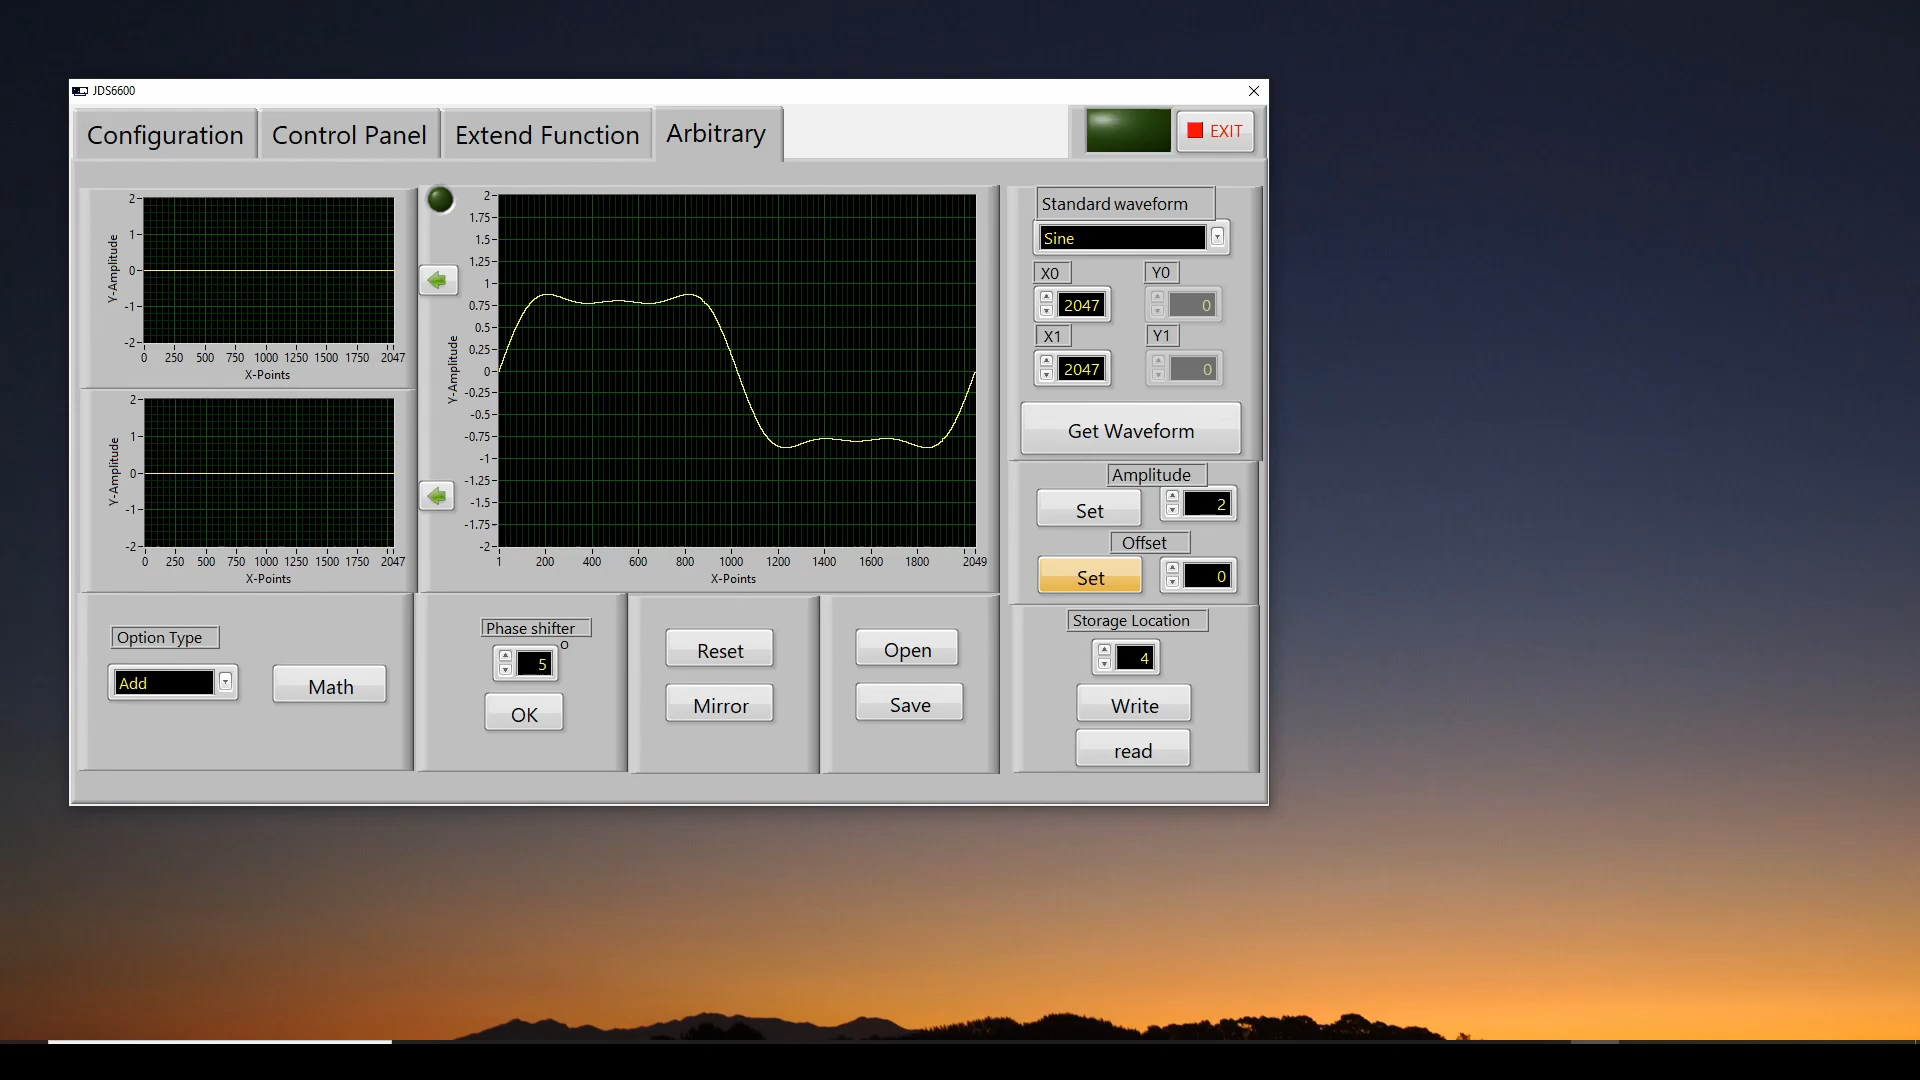 JDS6600
Configuration Control Panel Extend Function Arbitrary
EXIT
2
1
0
-1
-2
Y-Amplitude
0 250 500 750 1000 1250 1500 1750 2047
X-Points
2
1
0
-1
-2
Y-Amplitude
0 250 500 750 1000 1250 1500 1750 2047
X-Points
2
1.75
1.5
1.25
1
0.75
0.5
0.25
0
-0.25
-0.5
-0.75
-1
-1.25
-1.5
-1.75
-2
Y-Amplitude
1 200 400 600 800 1000 1200 1400 1600 1800 2049
X-Points
Standard waveform
Sine
X0 Y0
2047 0
X1 Y1
2047 0
Get Waveform
Amplitude
Set 2
Offset
Set 0
Option Type
Add Math
Phase shifter
o
5
OK
Reset
Mirror
Open
Save
Storage Location
4
Write
read